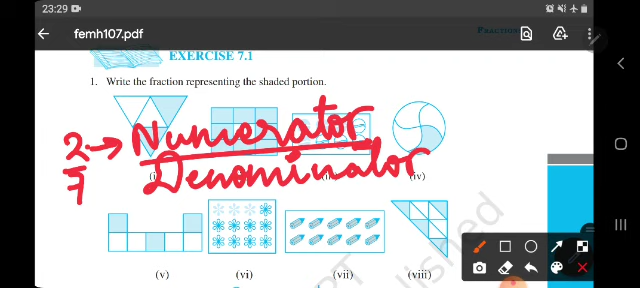 23:29
femh107.pdf
PRACTION
EXERCISE 7.1
1. Write the fraction representing the shaded portion.
2/7 → Numerator
Denominator
(iv)
(v) (vi) (vii) (viii)